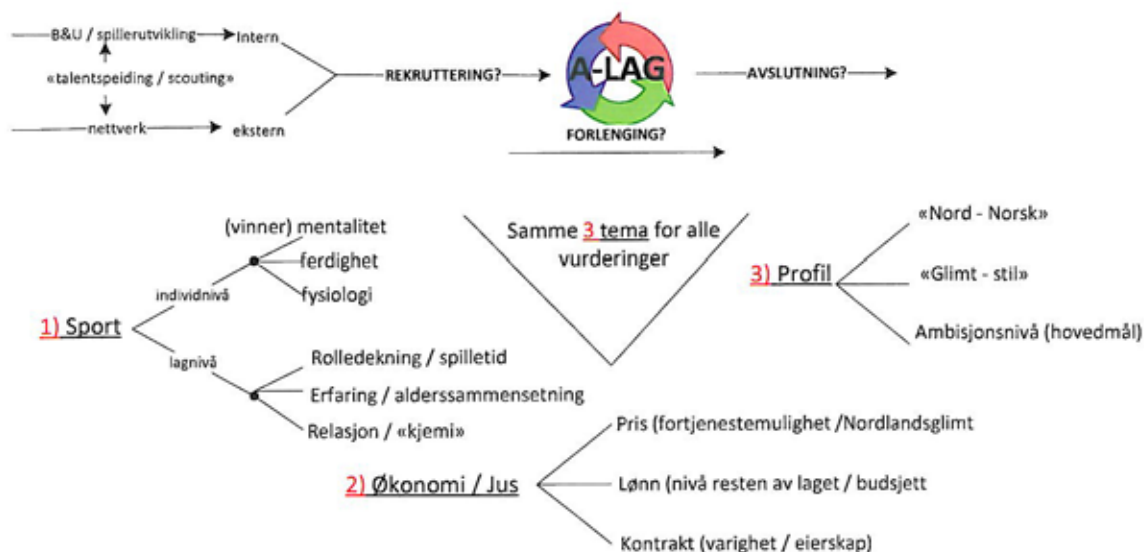 B&U / spillerutvikling
Intern
«talentspeiding / scouting»
nettverk
ekstern
REKRUTTERING?
A-LAG
AVSLUTNING?
FORLENGING?
Samme 3 tema for alle
vurderinger
1) Sport
individnivå
(vinner) mentalitet
ferdighet
fysiologi
lagnivå
Rolledekning / spilletid
Erfaring / alderssammensetning
Relasjon / «kjemi»
2) Økonomi / Jus
Pris (fortjenestemulighet /Nordlandsglimt
Lønn (nivå resten av laget / budsjett
Kontrakt (varighet / eierskap)
3) Profil
«Nord - Norsk»
«Glimt - stil»
Ambisjonsnivå (hovedmål)